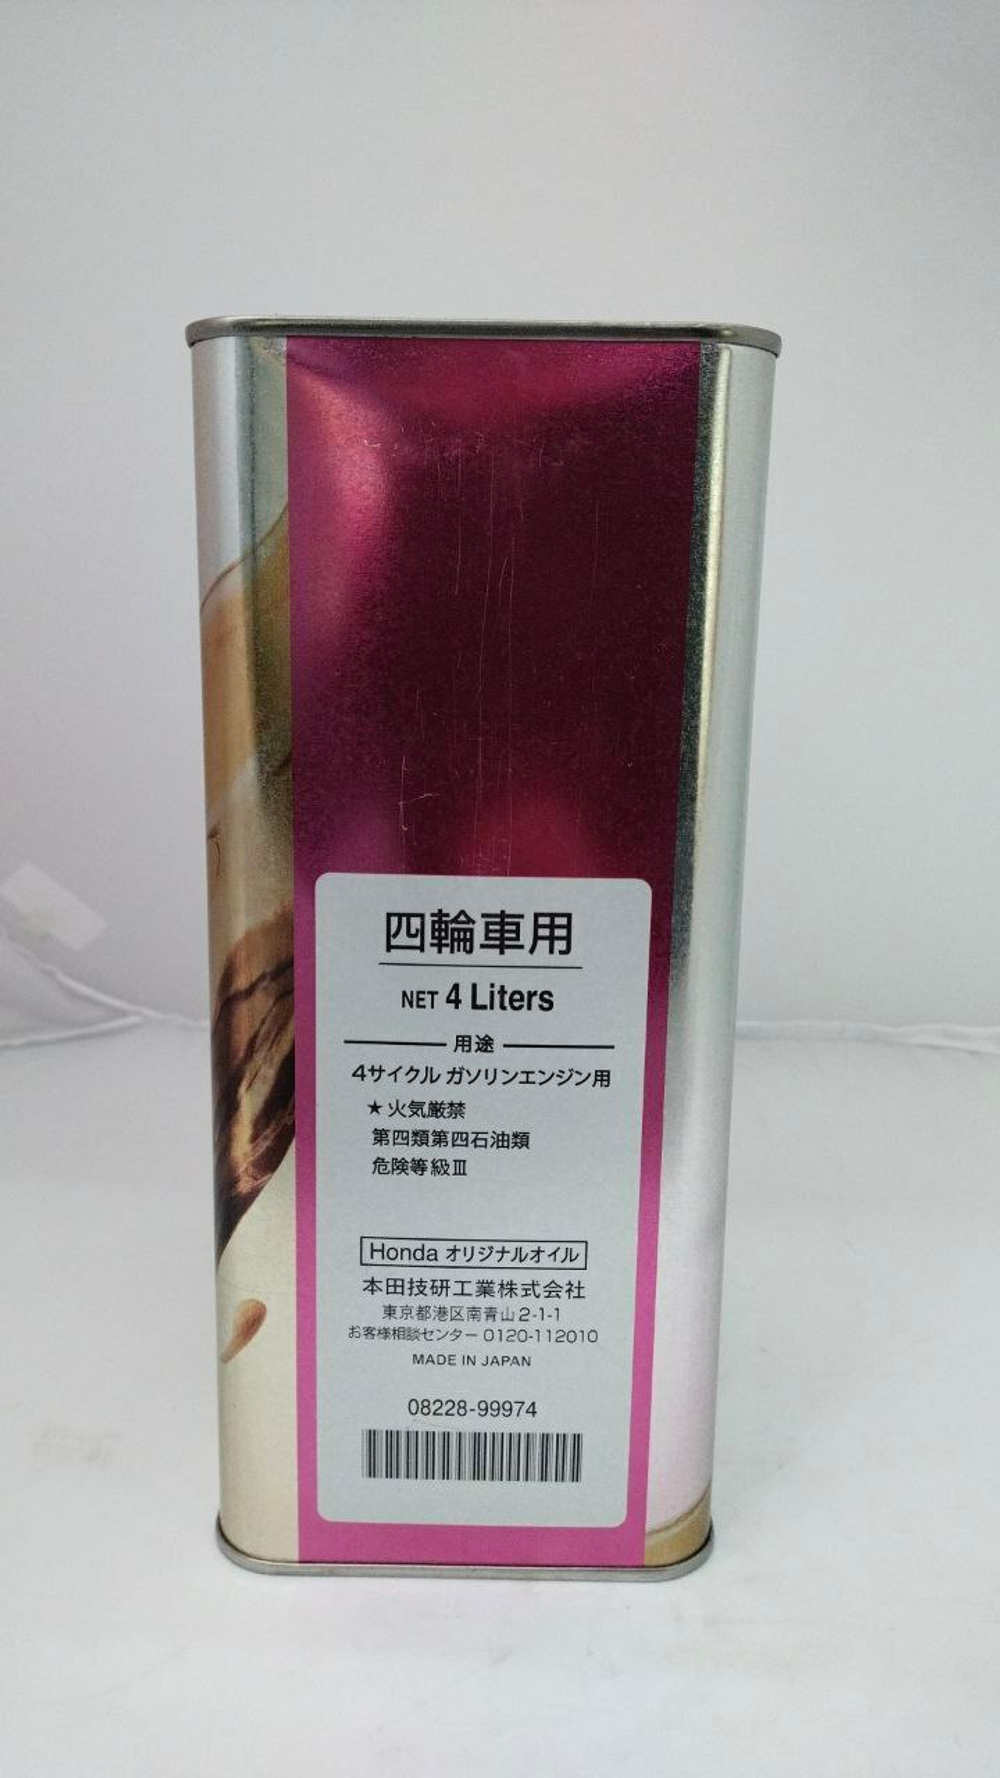 四輪車用
NET 4 Liters
用途
4サイクル ガソリンエンジン用
★火気厳禁
第四類第四石油類
危険等級Ⅲ
Honda オリジナルオイル
本田技研工業株式会社
東京都港区南青山2-1-1
お客様相談センター 0120-112010
MADE IN JAPAN
08228-99974